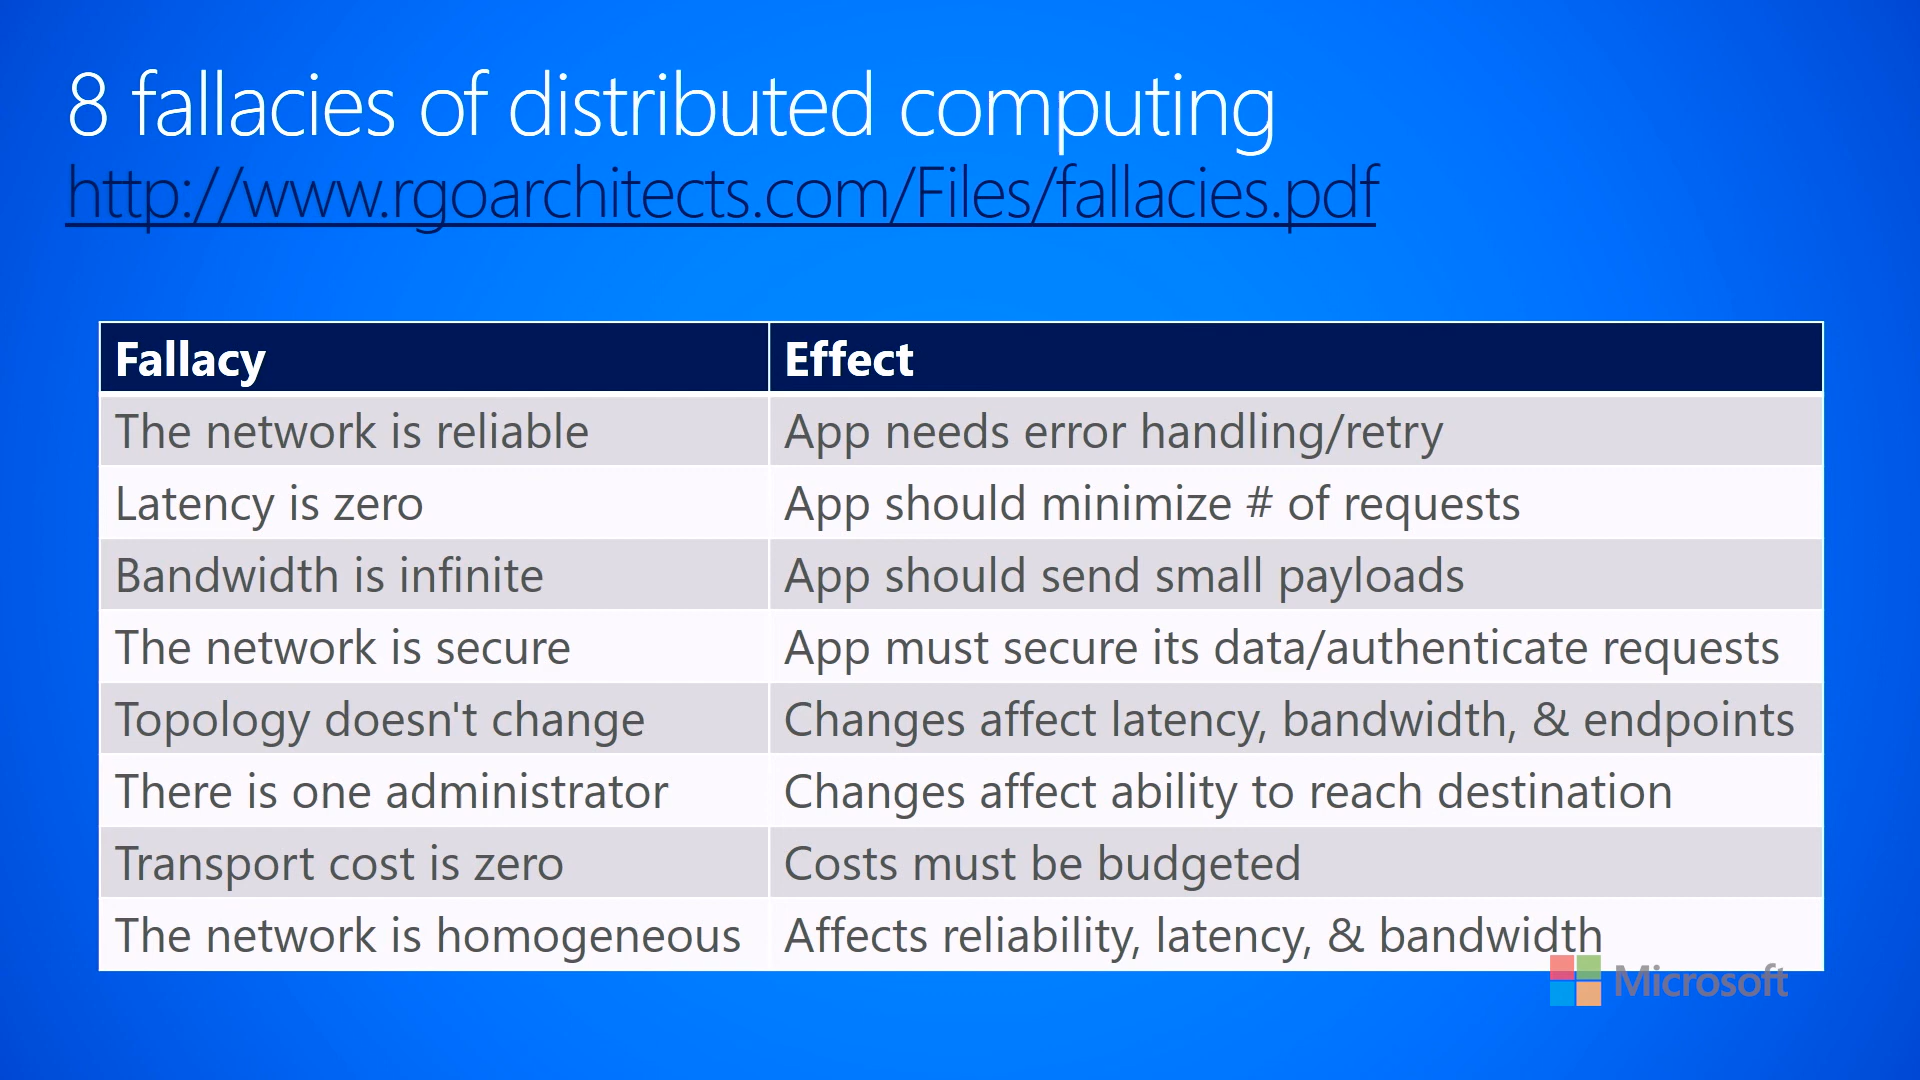 8 fallacies of distributed computing
http://www.rgoarchitects.com/Files/fallacies.pdf
Fallacy Effect
The network is reliable App needs error handling/retry
Latency is zero App should minimize # of requests
Bandwidth is infinite App should send small payloads
The network is secure App must secure its data/authenticate requests
Topology doesn't change Changes affect latency, bandwidth, & endpoints
There is one administrator Changes affect ability to reach destination
Transport cost is zero Costs must be budgeted
The network is homogeneous Affects reliability, latency, & bandwidth
Microsoft